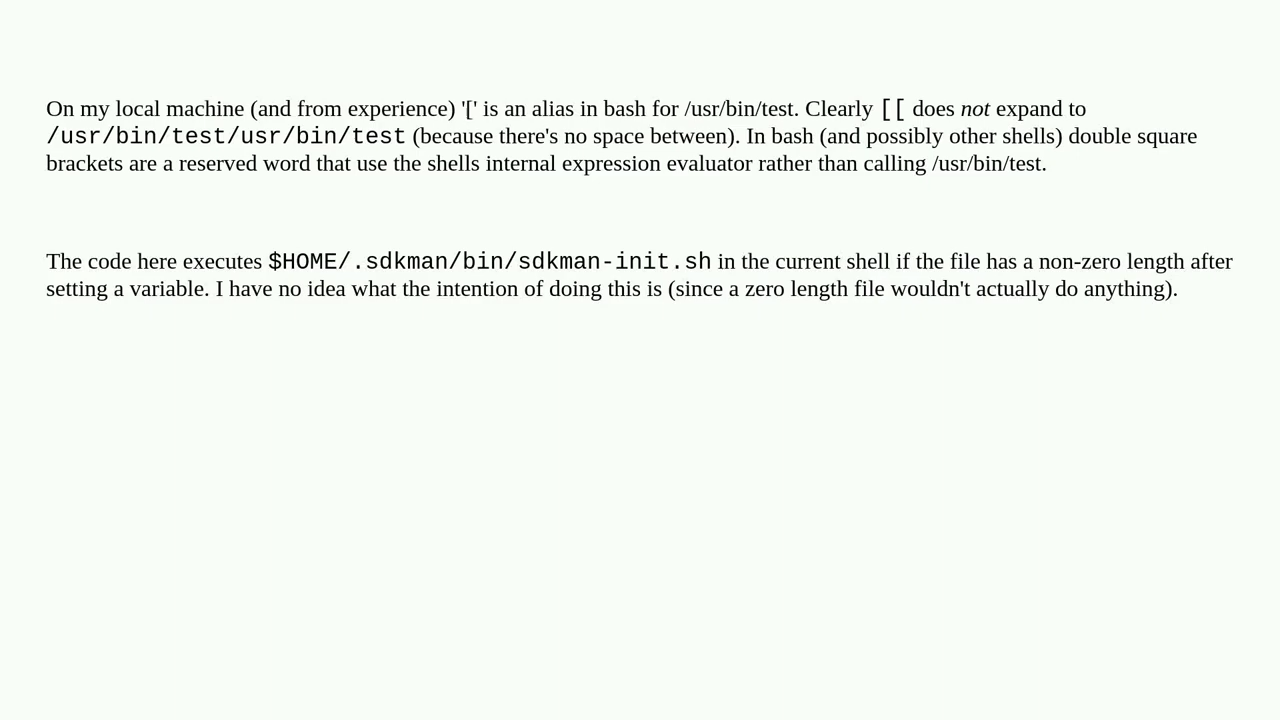 On my local machine (and from experience) '[' is an alias in bash for /usr/bin/test. Clearly [[ does not expand to
/usr/bin/test/usr/bin/test (because there's no space between). In bash (and possibly other shells) double square
brackets are a reserved word that use the shells internal expression evaluator rather than calling /usr/bin/test.
The code here executes $HOME/.sdkman/bin/sdkman-init.sh in the current shell if the file has a non-zero length after
setting a variable. I have no idea what the intention of doing this is (since a zero length file wouldn't actually do anything).